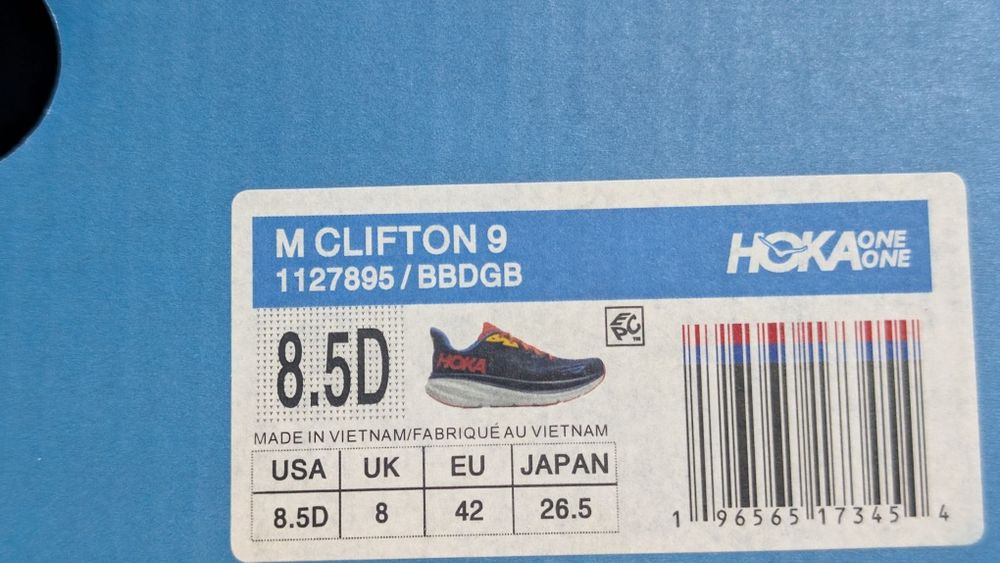 M CLIFTON 9
1127895 / BBDGB
HOKA ONE ONE
8.5D
HOKA
EPC™
MADE IN VIETNAM/FABRIQUÉ AU VIETNAM
USA UK EU JAPAN
8.5D 8 42 26.5
1 96565 17345 4